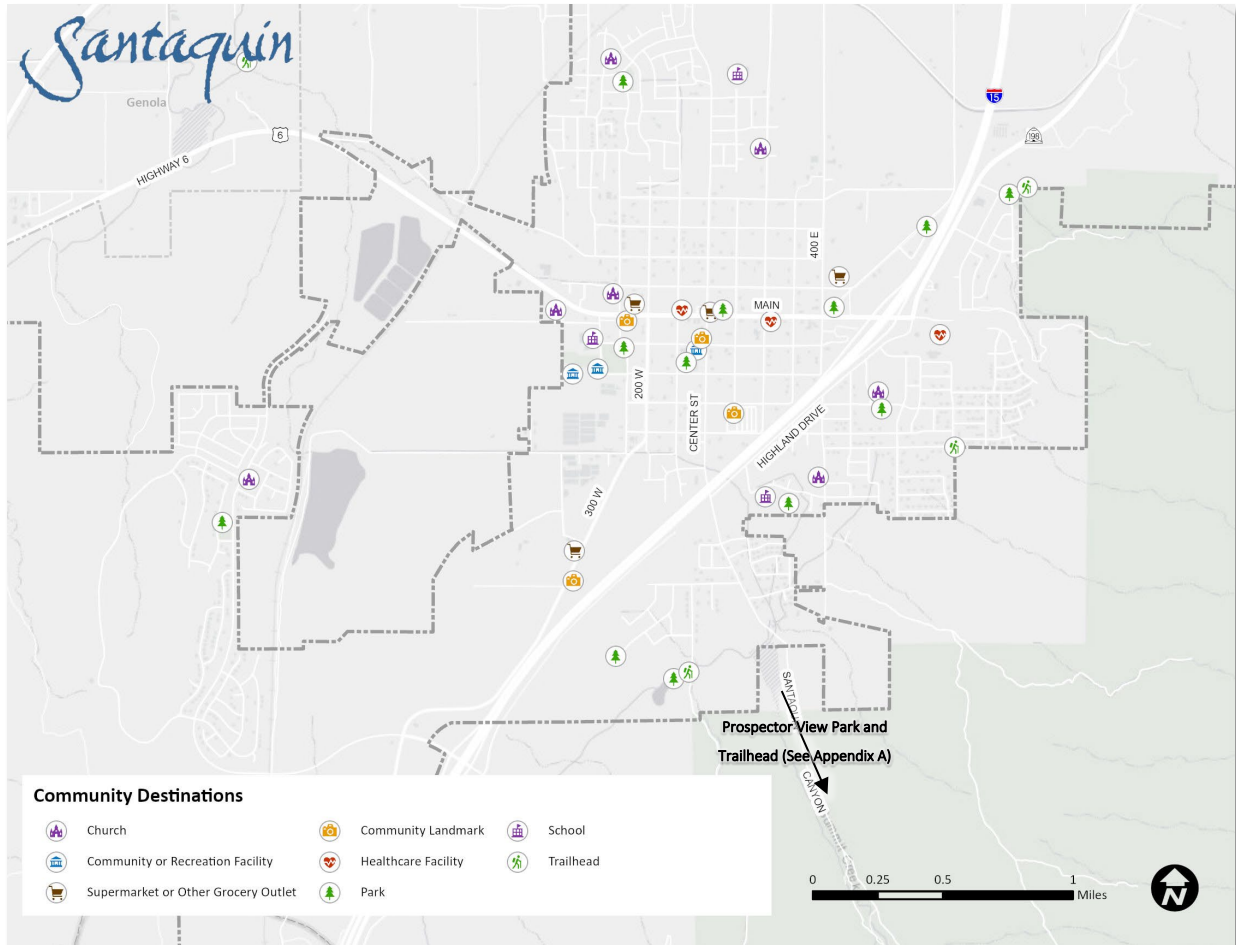 Santaquin
Genola
6
HIGHWAY 6
15
198
400 E
MAIN
200 W
CENTER ST
HIGHLAND DRIVE
300 W
Prospector View Park and
Trailhead (See Appendix A)
CANYON
Community Destinations
Church
Community or Recreation Facility
Supermarket or Other Grocery Outlet
Community Landmark
Healthcare Facility
Park
School
Trailhead
0 0.25 0.5 1
Miles
N